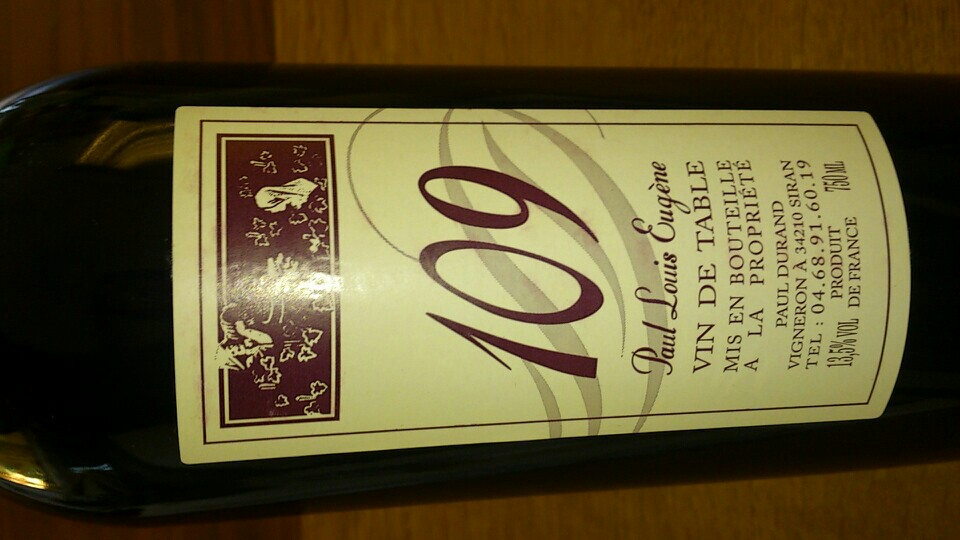 109
Paul Louis Eugène
VIN DE TABLE
MIS EN BOUTEILLE
A LA PROPRIÉTÉ
PAUL DURAND
VIGNERON À 34210 SIRAN
TEL : 04.68.91.60.19
PRODUIT
13,5% VOL DE FRANCE 750 ML